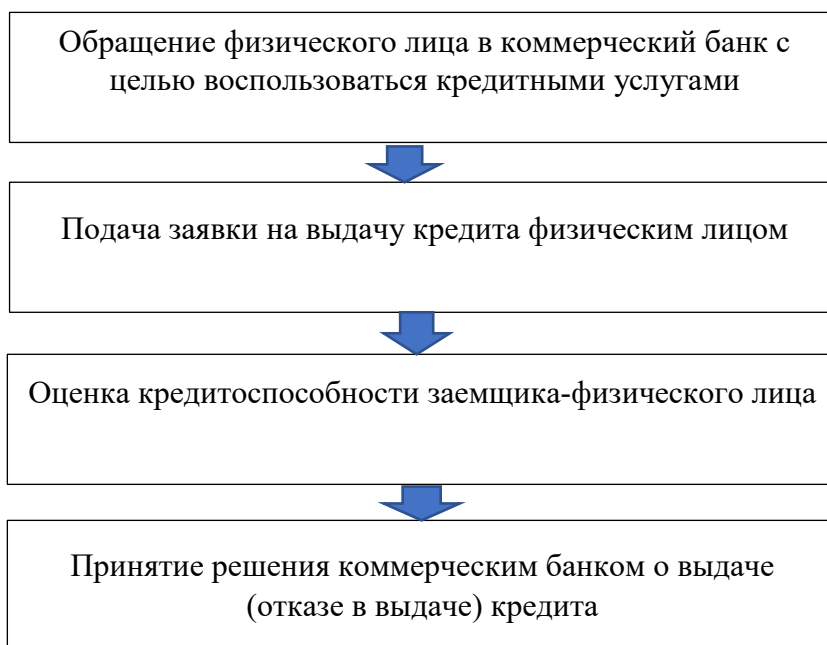 Обращение физического лица в коммерческий банк с
целью воспользоваться кредитными услугами
Подача заявки на выдачу кредита физическим лицом
Оценка кредитоспособности заемщика-физического лица
Принятие решения коммерческим банком о выдаче
(отказе в выдаче) кредита